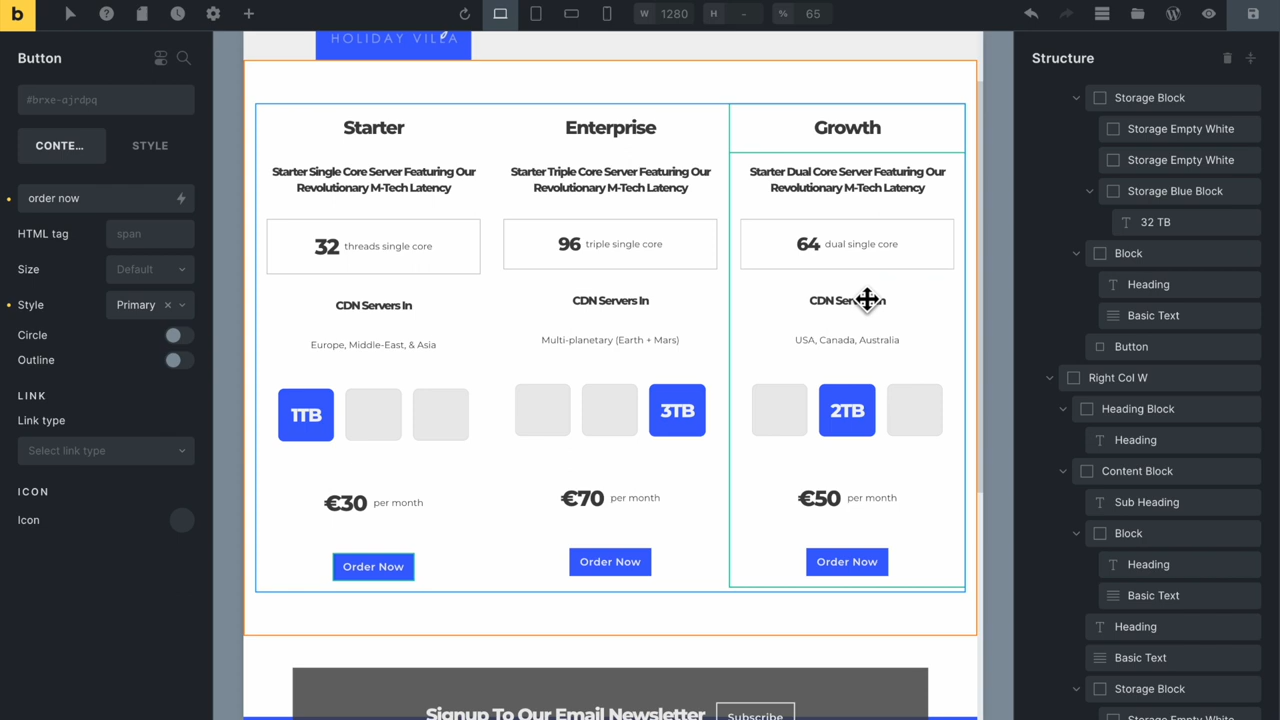 b
W 1280 H - % 65
Button
#brxe-ajrdpq
CONTE... STYLE
order now
HTML tag span
Size Default
Style Primary ×
Circle
Outline
LINK
Link type
Select link type
ICON
Icon
HOLIDAY VILLA
Starter
Starter Single Core Server Featuring Our
Revolutionary M-Tech Latency
32 threads single core
CDN Servers In
Europe, Middle-East, & Asia
1TB
€30 per month
Order Now
Enterprise
Starter Triple Core Server Featuring Our
Revolutionary M-Tech Latency
96 triple single core
CDN Servers In
Multi-planetary (Earth + Mars)
3TB
€70 per month
Order Now
Growth
Starter Dual Core Server Featuring Our
Revolutionary M-Tech Latency
64 dual single core
CDN Servers In
USA, Canada, Australia
2TB
€50 per month
Order Now
Signup To Our Email Newsletter
Subscribe
Structure
Storage Block
Storage Empty White
Storage Empty White
Storage Blue Block
32 TB
Block
Heading
Basic Text
Button
Right Col W
Heading Block
Heading
Content Block
Sub Heading
Block
Heading
Basic Text
Heading
Basic Text
Storage Block
Storage Empty White